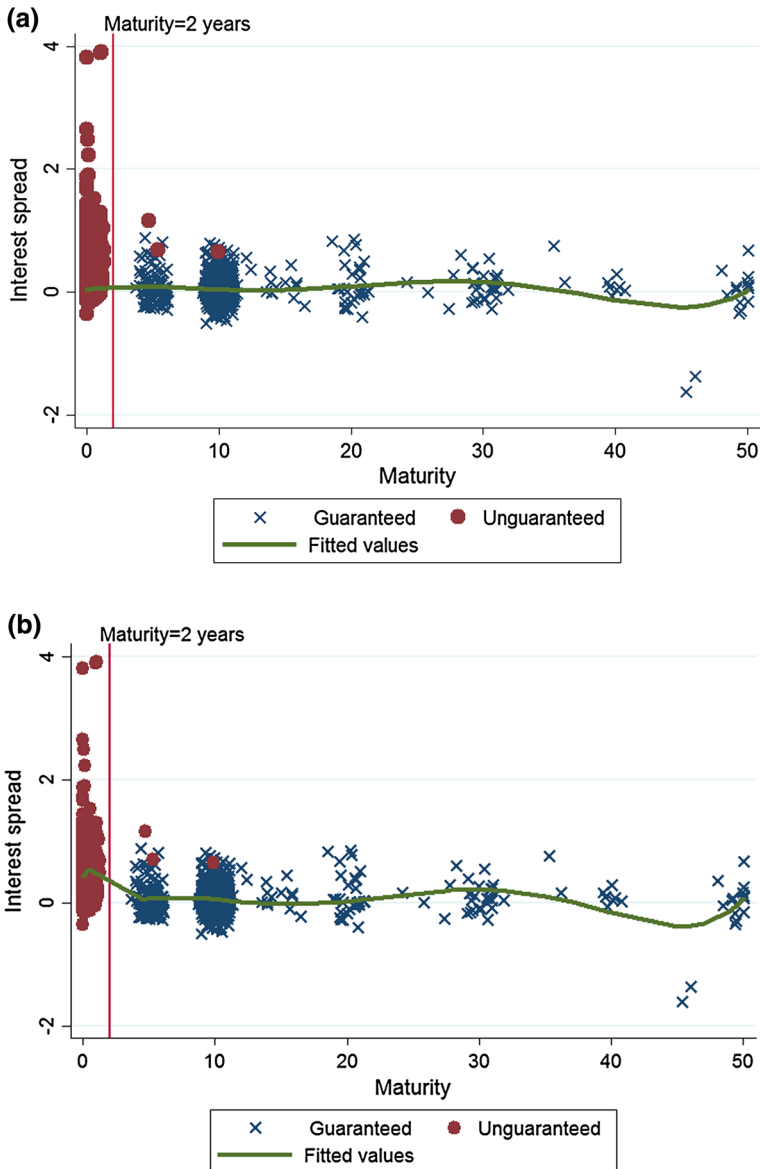 (a)
Maturity=2 years
4
2
0
-2
Interest spread
0 10 20 30 40 50
Maturity
Guaranteed Unguaranteed
Fitted values
(b)
Maturity=2 years
4
2
0
-2
Interest spread
0 10 20 30 40 50
Maturity
Guaranteed Unguaranteed
Fitted values